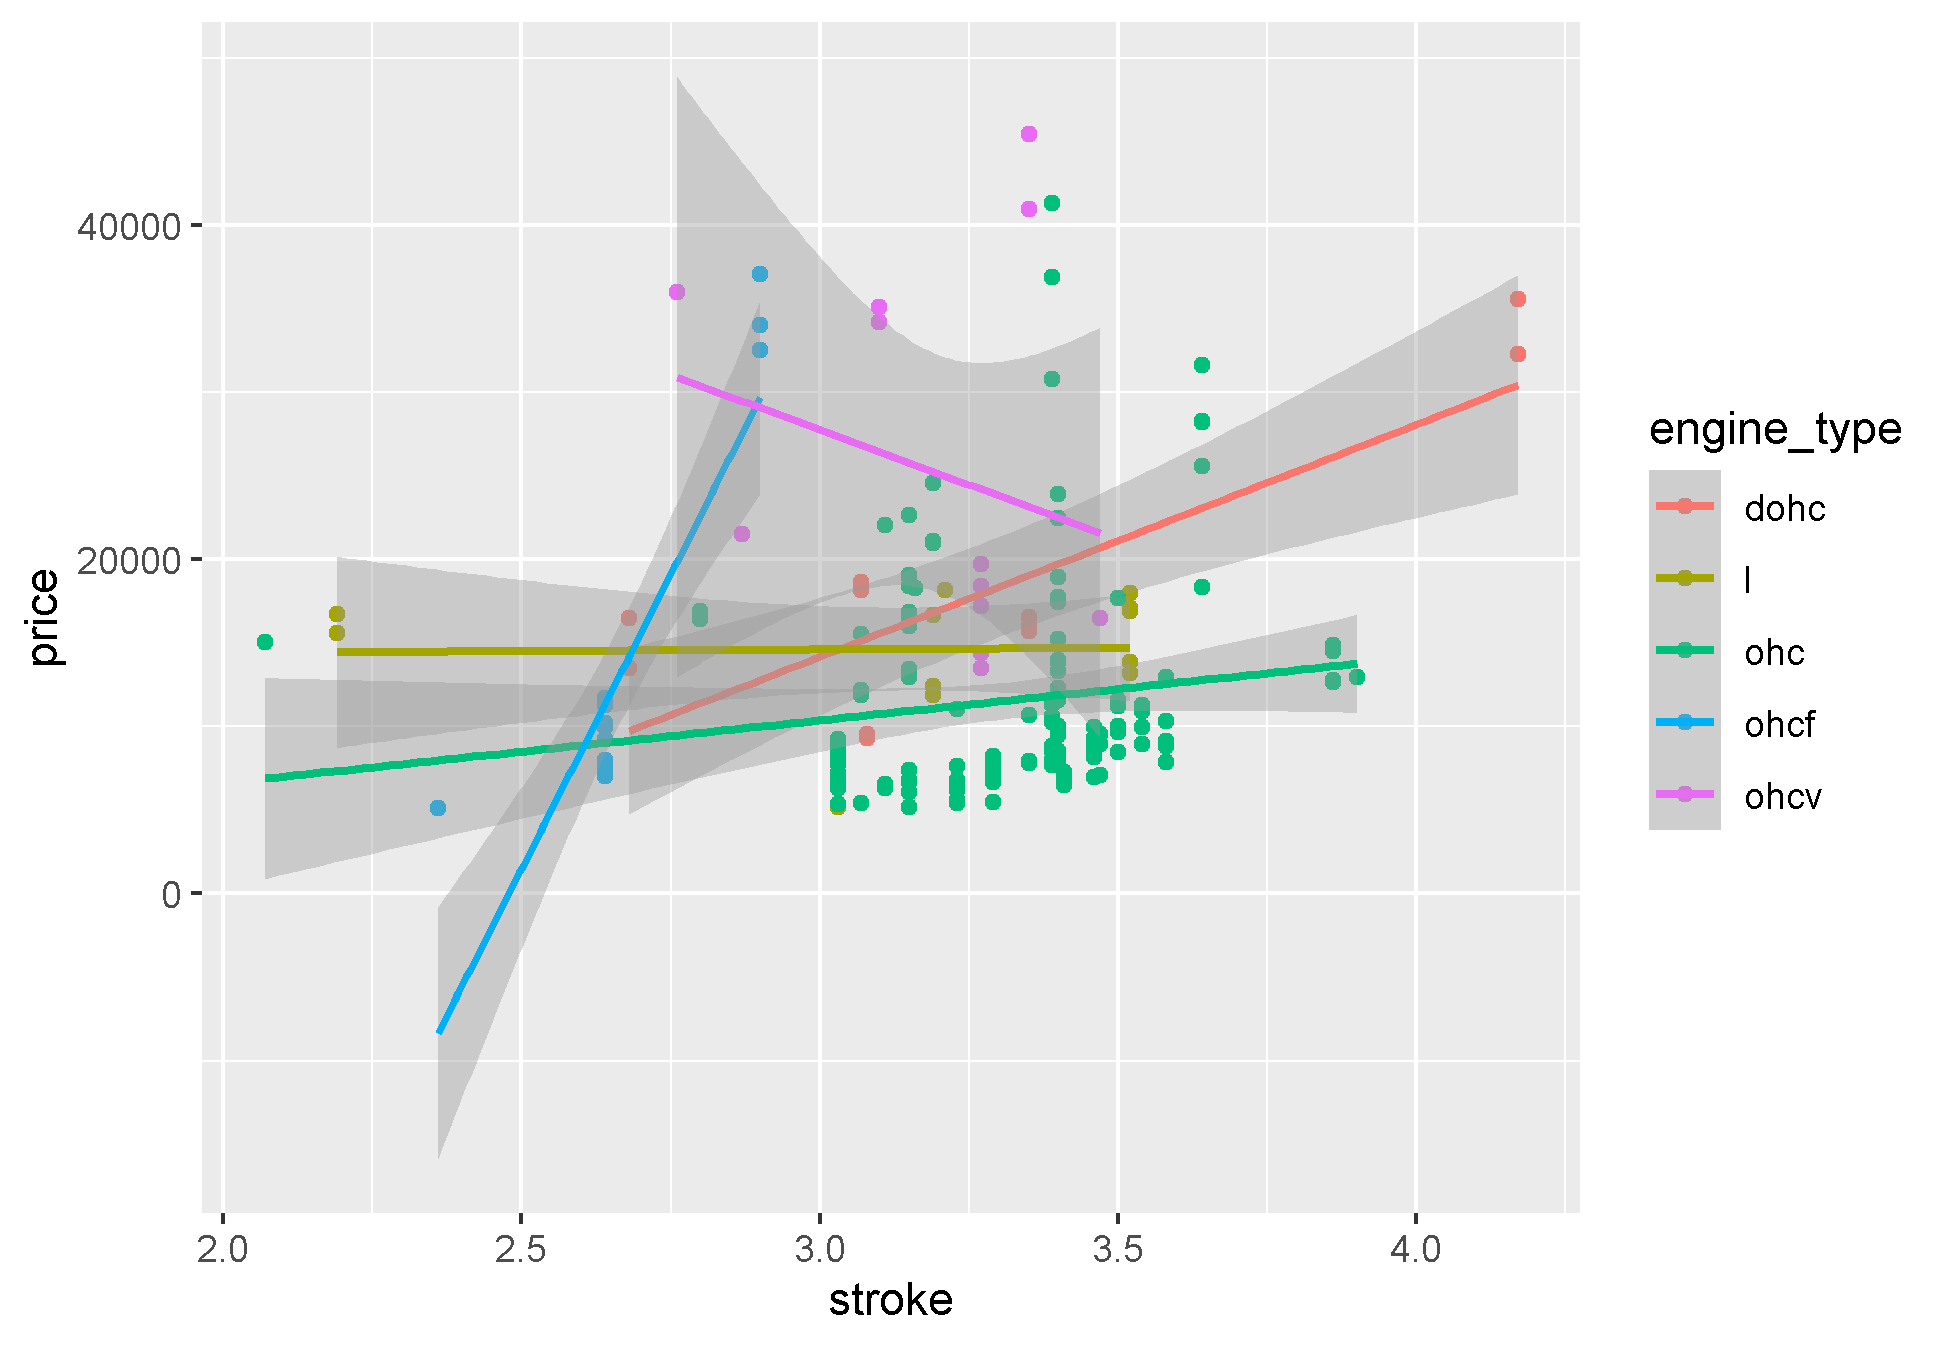 40000
20000
0
price
2.0 2.5 3.0 3.5 4.0
stroke
engine_type
dohc
l
ohc
ohcf
ohcv